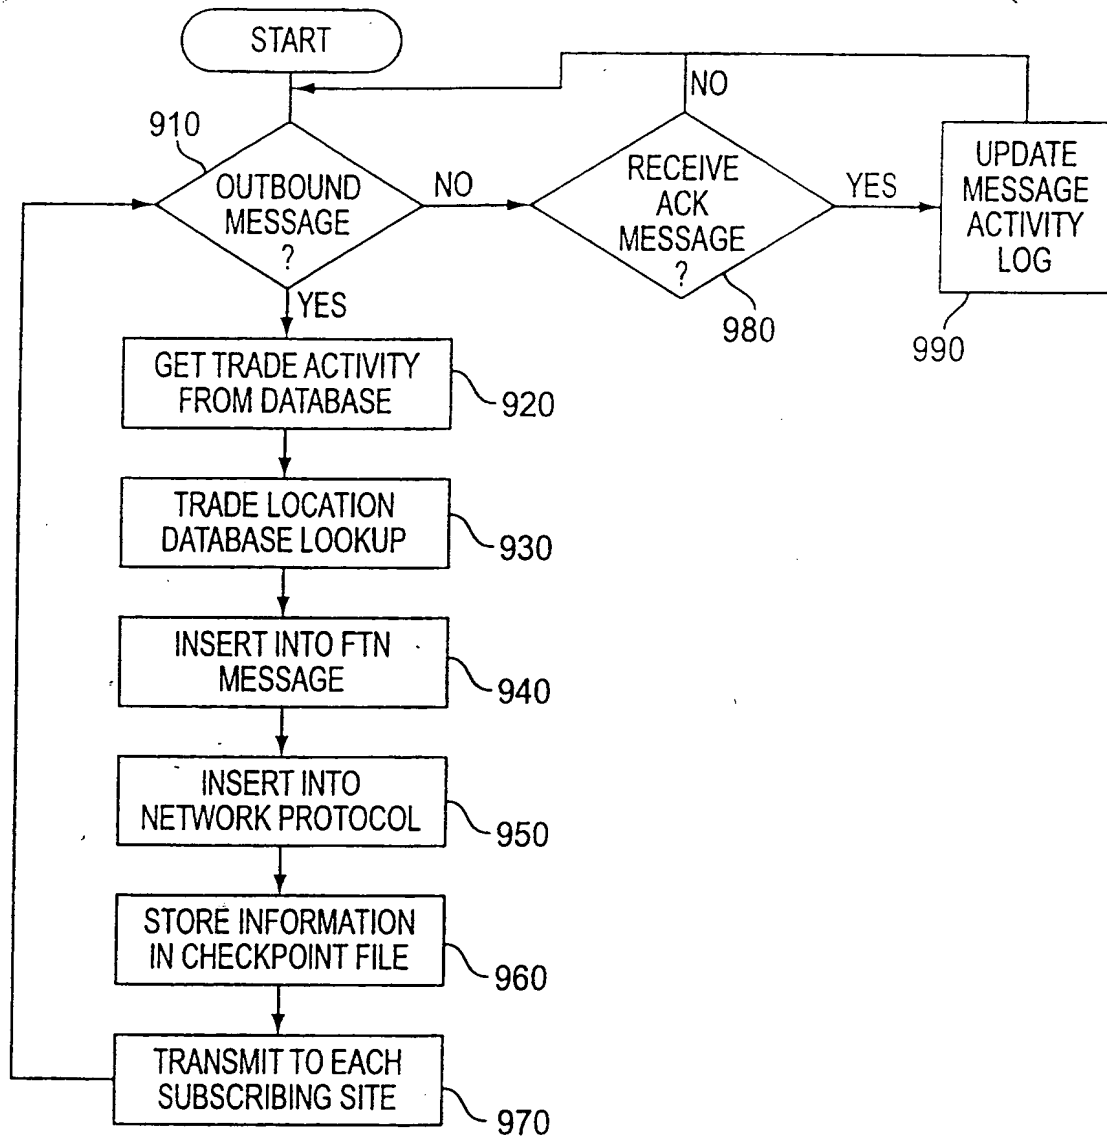 START
910
OUTBOUND
MESSAGE
?
NO
YES
RECEIVE
ACK
MESSAGE
?
NO
YES
980
UPDATE
MESSAGE
ACTIVITY
LOG
990
GET TRADE ACTIVITY
FROM DATABASE
920
TRADE LOCATION
DATABASE LOOKUP
930
INSERT INTO FTN
MESSAGE
940
INSERT INTO
NETWORK PROTOCOL
950
STORE INFORMATION
IN CHECKPOINT FILE
960
TRANSMIT TO EACH
SUBSCRIBING SITE
970